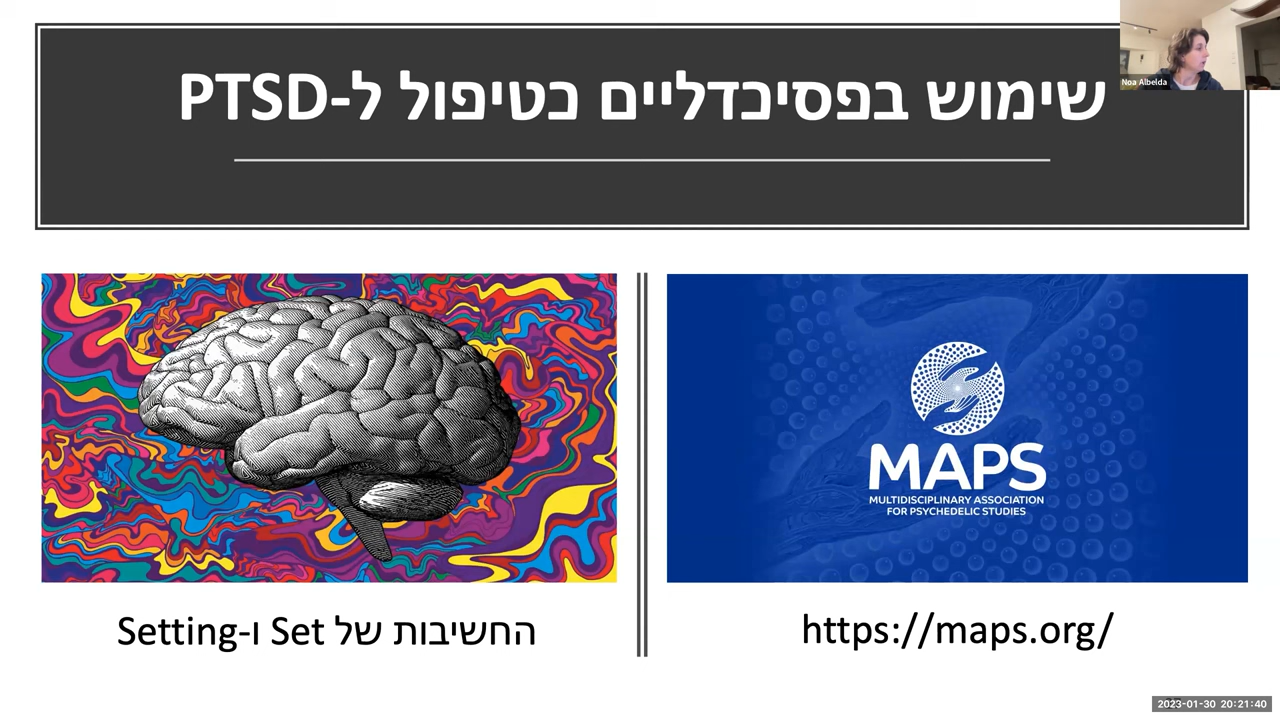 שימוש בפסיכדליים כטיפול ל-PTSD
Noa Albelda
MAPS
MULTIDISCIPLINARY ASSOCIATION
FOR PSYCHEDELIC STUDIES
https://maps.org/
החשיבות של Set ו-Setting
2023-01-30 20:21:40